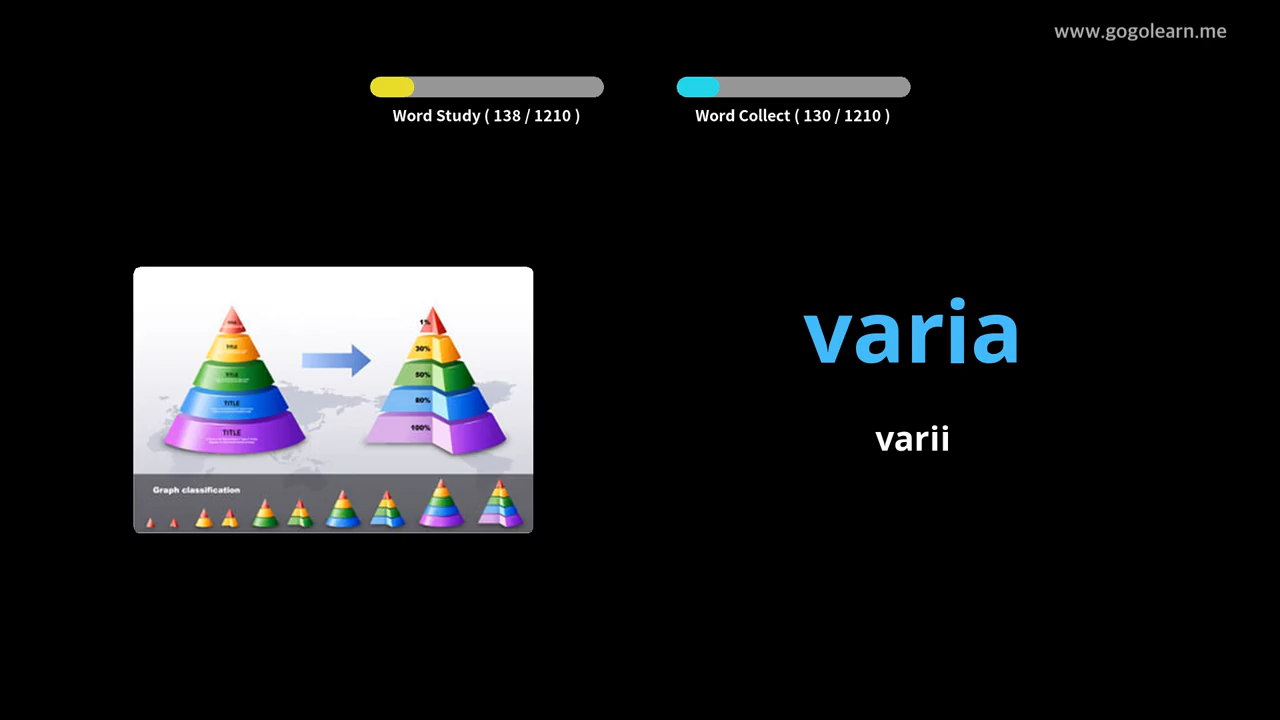 www.gogolearn.me
Word Study ( 138 / 1210 )
Word Collect ( 130 / 1210 )
varia
varii
TITLE
TITLE
TITLE
TITLE
1%
30%
50%
80%
100%
Graph classification